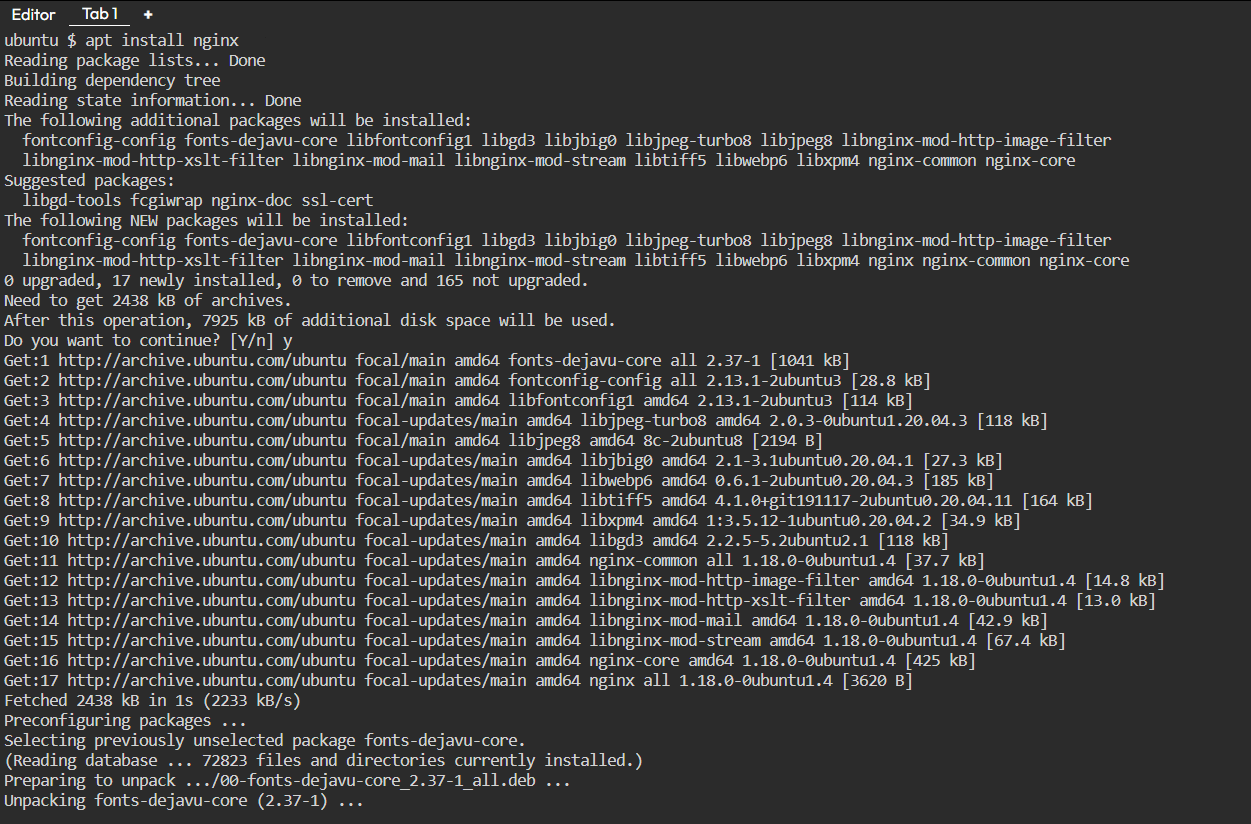 Editor Tab 1 +
ubuntu $ apt install nginx
Reading package lists... Done
Building dependency tree
Reading state information... Done
The following additional packages will be installed:
  fontconfig-config fonts-dejavu-core libfontconfig1 libgd3 libjbig0 libjpeg-turbo8 libjpeg8 libnginx-mod-http-image-filter
  libnginx-mod-http-xslt-filter libnginx-mod-mail libnginx-mod-stream libtiff5 libwebp6 libxpm4 nginx-common nginx-core
Suggested packages:
  libgd-tools fcgiwrap nginx-doc ssl-cert
The following NEW packages will be installed:
  fontconfig-config fonts-dejavu-core libfontconfig1 libgd3 libjbig0 libjpeg-turbo8 libjpeg8 libnginx-mod-http-image-filter
  libnginx-mod-http-xslt-filter libnginx-mod-mail libnginx-mod-stream libtiff5 libwebp6 libxpm4 nginx nginx-common nginx-core
0 upgraded, 17 newly installed, 0 to remove and 165 not upgraded.
Need to get 2438 kB of archives.
After this operation, 7925 kB of additional disk space will be used.
Do you want to continue? [Y/n] y
Get:1 http://archive.ubuntu.com/ubuntu focal/main amd64 fonts-dejavu-core all 2.37-1 [1041 kB]
Get:2 http://archive.ubuntu.com/ubuntu focal/main amd64 fontconfig-config all 2.13.1-2ubuntu3 [28.8 kB]
Get:3 http://archive.ubuntu.com/ubuntu focal/main amd64 libfontconfig1 amd64 2.13.1-2ubuntu3 [114 kB]
Get:4 http://archive.ubuntu.com/ubuntu focal-updates/main amd64 libjpeg-turbo8 amd64 2.0.3-0ubuntu1.20.04.3 [118 kB]
Get:5 http://archive.ubuntu.com/ubuntu focal/main amd64 libjpeg8 amd64 8c-2ubuntu8 [2194 B]
Get:6 http://archive.ubuntu.com/ubuntu focal-updates/main amd64 libjbig0 amd64 2.1-3.1ubuntu0.20.04.1 [27.3 kB]
Get:7 http://archive.ubuntu.com/ubuntu focal-updates/main amd64 libwebp6 amd64 0.6.1-2ubuntu0.20.04.3 [185 kB]
Get:8 http://archive.ubuntu.com/ubuntu focal-updates/main amd64 libtiff5 amd64 4.1.0+git191117-2ubuntu0.20.04.11 [164 kB]
Get:9 http://archive.ubuntu.com/ubuntu focal-updates/main amd64 libxpm4 amd64 1:3.5.12-1ubuntu0.20.04.2 [34.9 kB]
Get:10 http://archive.ubuntu.com/ubuntu focal-updates/main amd64 libgd3 amd64 2.2.5-5.2ubuntu2.1 [118 kB]
Get:11 http://archive.ubuntu.com/ubuntu focal-updates/main amd64 nginx-common all 1.18.0-0ubuntu1.4 [37.7 kB]
Get:12 http://archive.ubuntu.com/ubuntu focal-updates/main amd64 libnginx-mod-http-image-filter amd64 1.18.0-0ubuntu1.4 [14.8 kB]
Get:13 http://archive.ubuntu.com/ubuntu focal-updates/main amd64 libnginx-mod-http-xslt-filter amd64 1.18.0-0ubuntu1.4 [13.0 kB]
Get:14 http://archive.ubuntu.com/ubuntu focal-updates/main amd64 libnginx-mod-mail amd64 1.18.0-0ubuntu1.4 [42.9 kB]
Get:15 http://archive.ubuntu.com/ubuntu focal-updates/main amd64 libnginx-mod-stream amd64 1.18.0-0ubuntu1.4 [67.4 kB]
Get:16 http://archive.ubuntu.com/ubuntu focal-updates/main amd64 nginx-core amd64 1.18.0-0ubuntu1.4 [425 kB]
Get:17 http://archive.ubuntu.com/ubuntu focal-updates/main amd64 nginx all 1.18.0-0ubuntu1.4 [3620 B]
Fetched 2438 kB in 1s (2233 kB/s)
Preconfiguring packages ...
Selecting previously unselected package fonts-dejavu-core.
(Reading database ... 72823 files and directories currently installed.)
Preparing to unpack .../00-fonts-dejavu-core_2.37-1_all.deb ...
Unpacking fonts-dejavu-core (2.37-1) ...